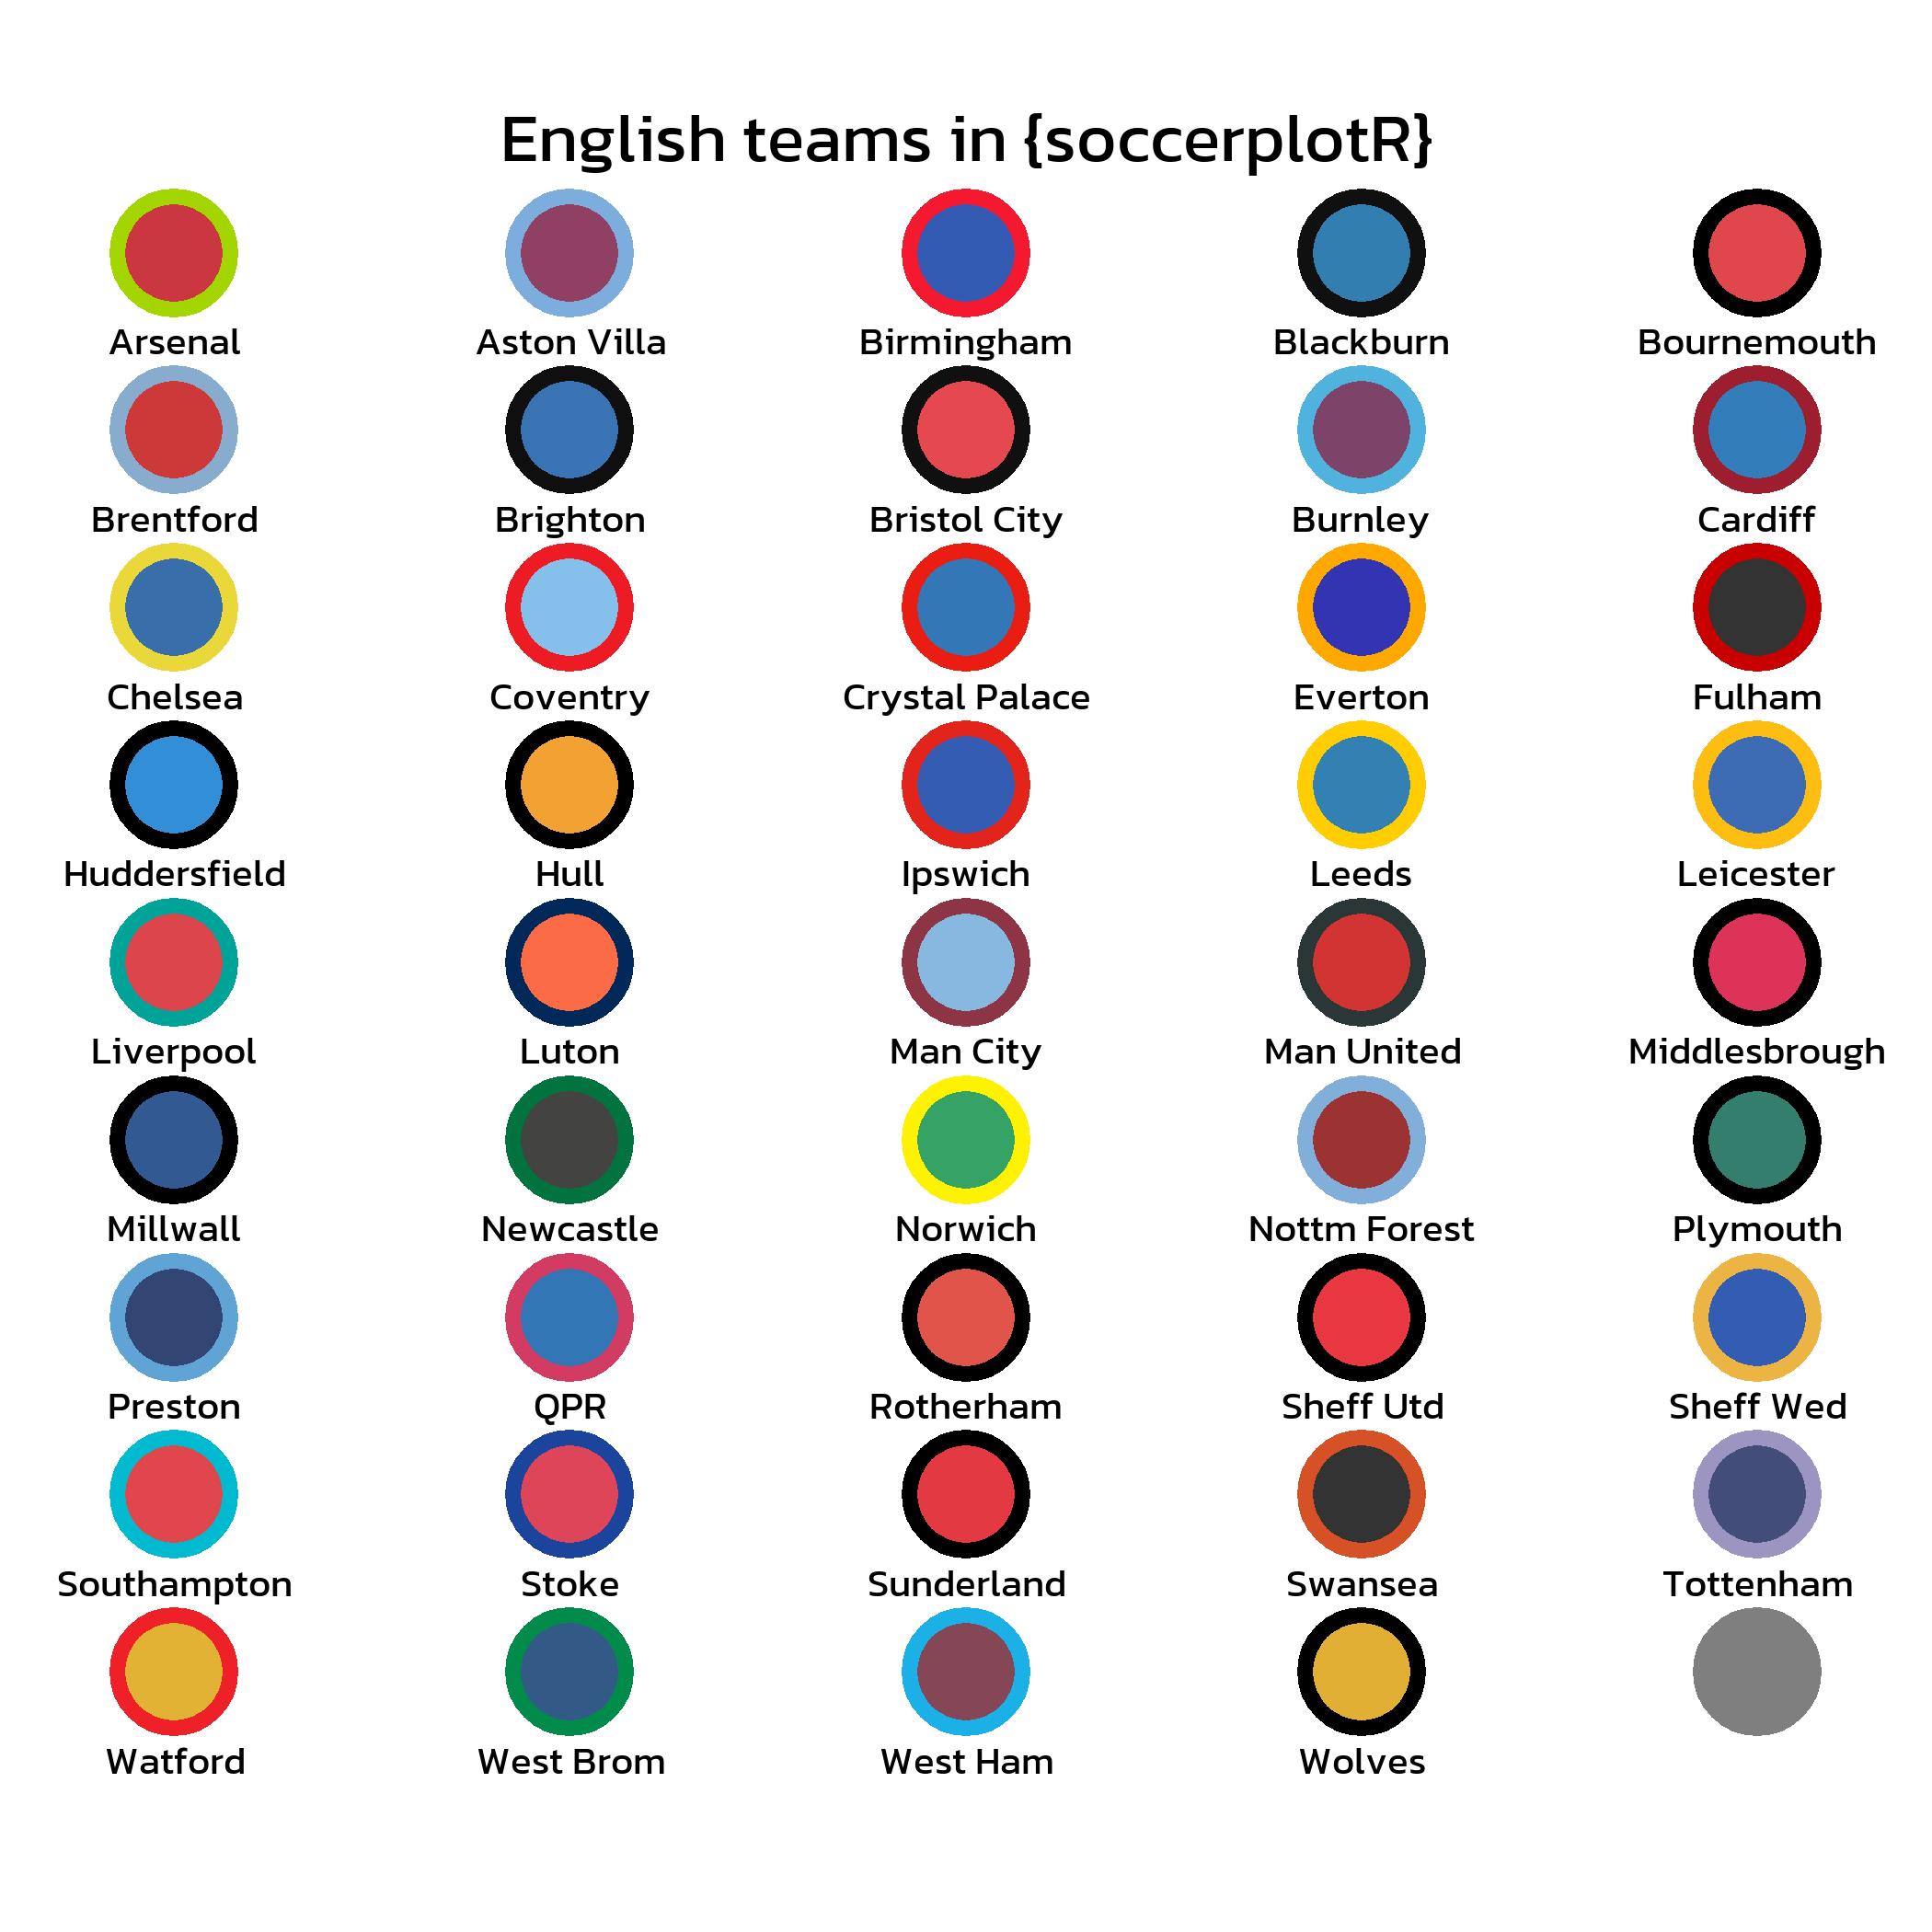 English teams in {soccerplotR}
Arsenal Aston Villa Birmingham Blackburn Bournemouth
Brentford Brighton Bristol City Burnley Cardiff
Chelsea Coventry Crystal Palace Everton Fulham
Huddersfield Hull Ipswich Leeds Leicester
Liverpool Luton Man City Man United Middlesbrough
Millwall Newcastle Norwich Nottm Forest Plymouth
Preston QPR Rotherham Sheff Utd Sheff Wed
Southampton Stoke Sunderland Swansea Tottenham
Watford West Brom West Ham Wolves